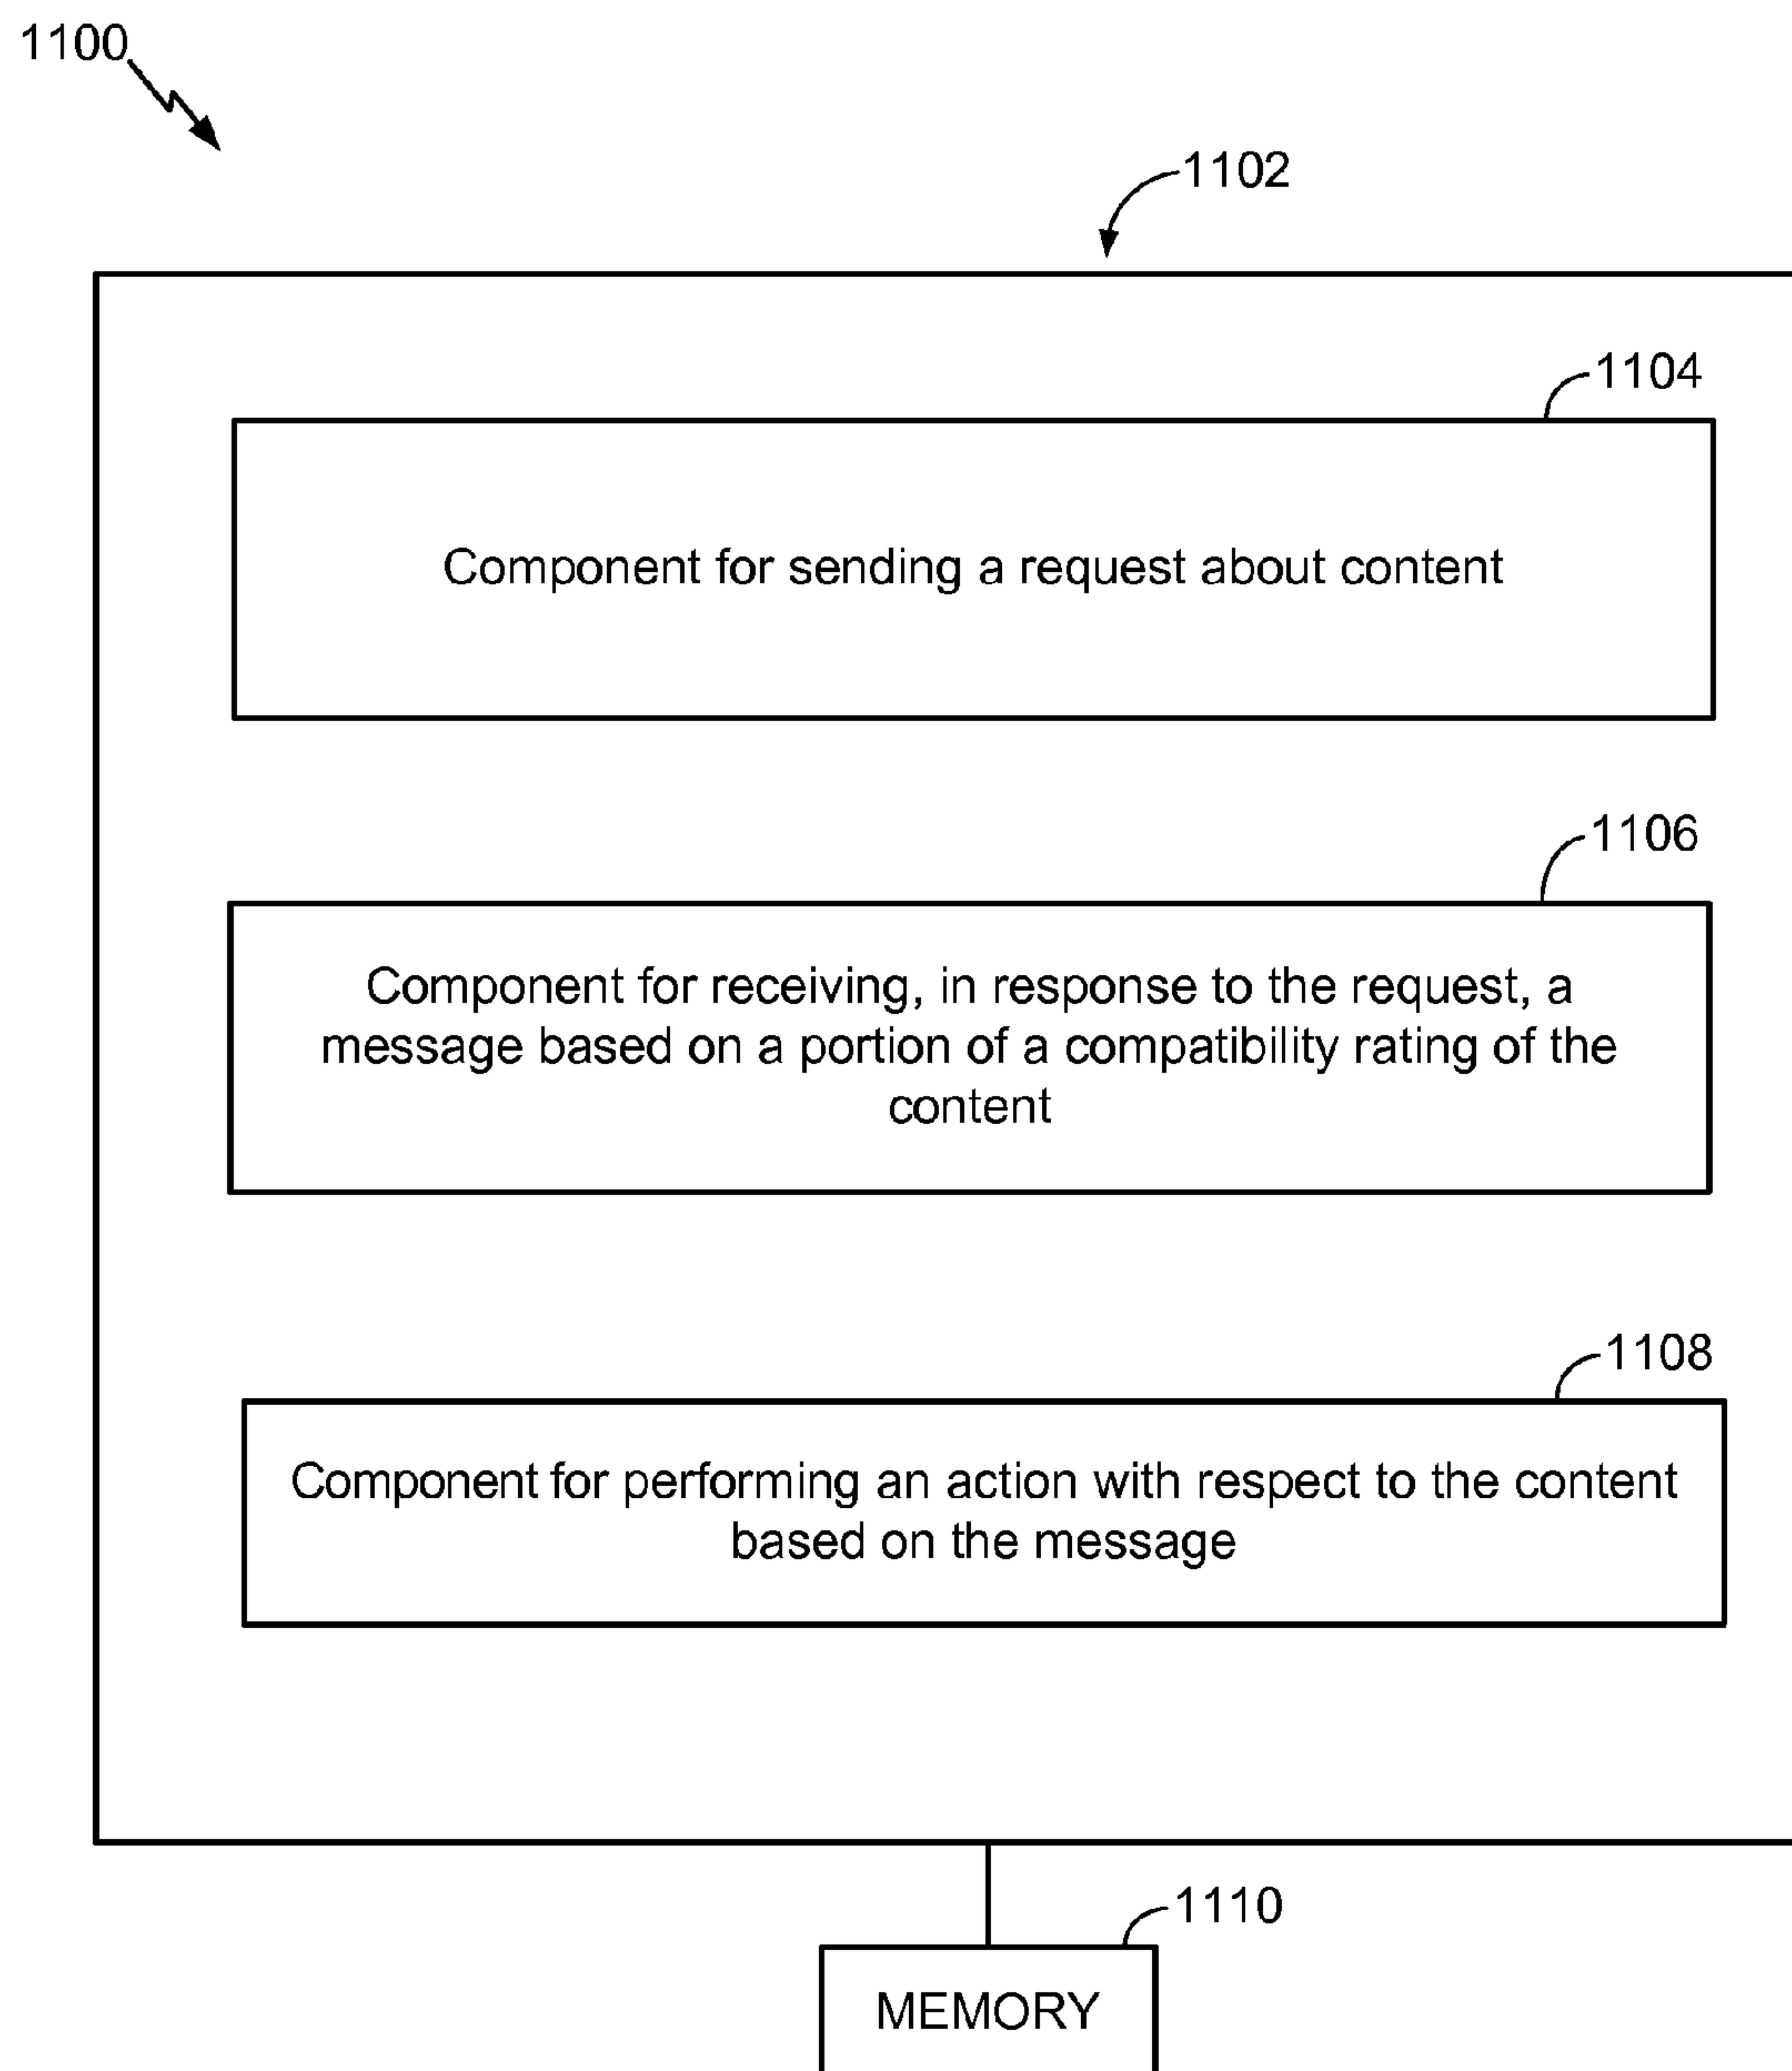 1100
1102
1104
Component for sending a request about content
1106
Component for receiving, in response to the request, a
message based on a portion of a compatibility rating of the
content
1108
Component for performing an action with respect to the content
based on the message
1110
MEMORY